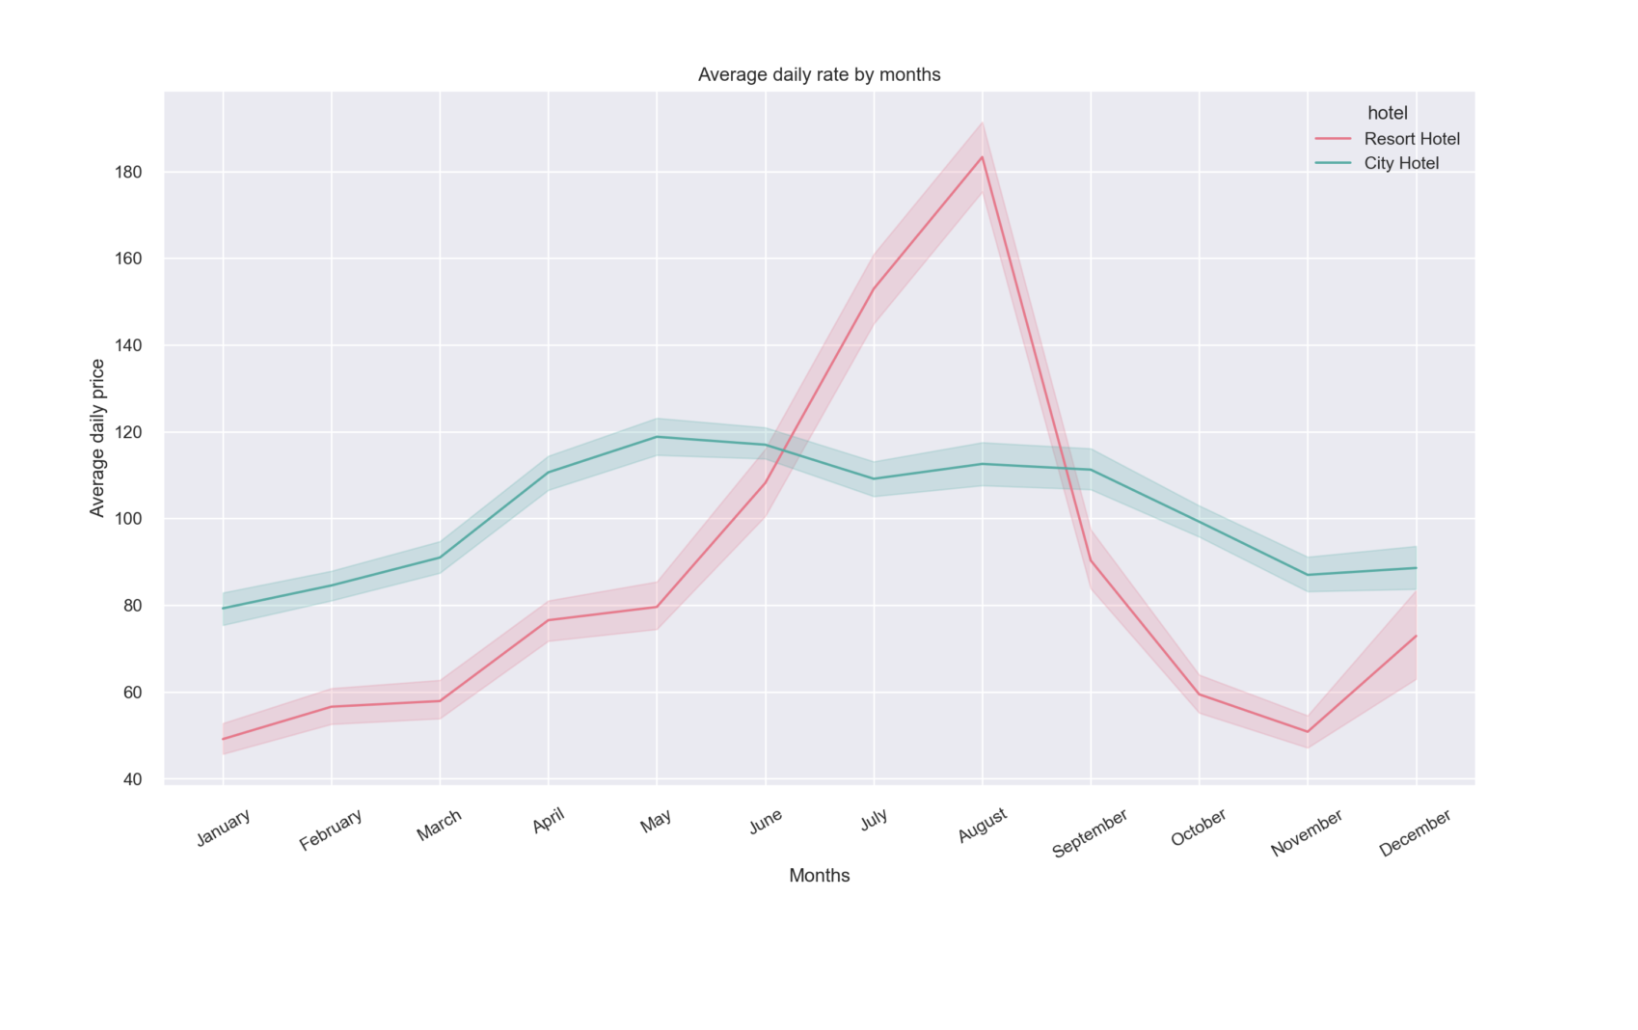 Average daily rate by months
hotel
Resort Hotel
City Hotel
Average daily price
180
160
140
120
100
80
60
40
January February March April May June July August September October November December
Months